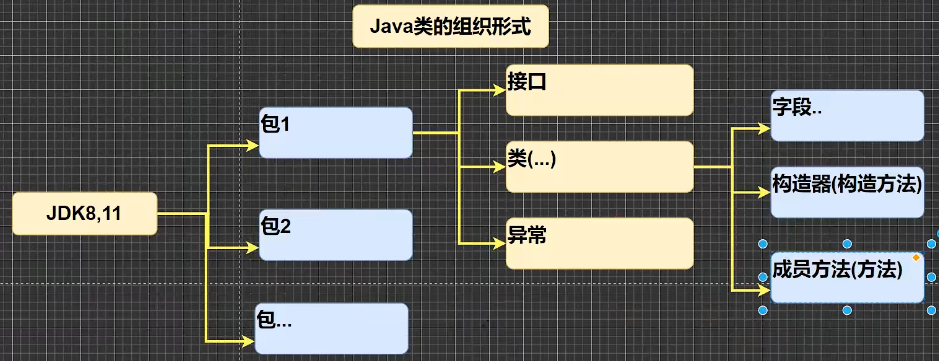 Java类的组织形式
JDK8,11
包1
包2
包...
接口
类(...)
异常
字段..
构造器(构造方法)
成员方法(方法)